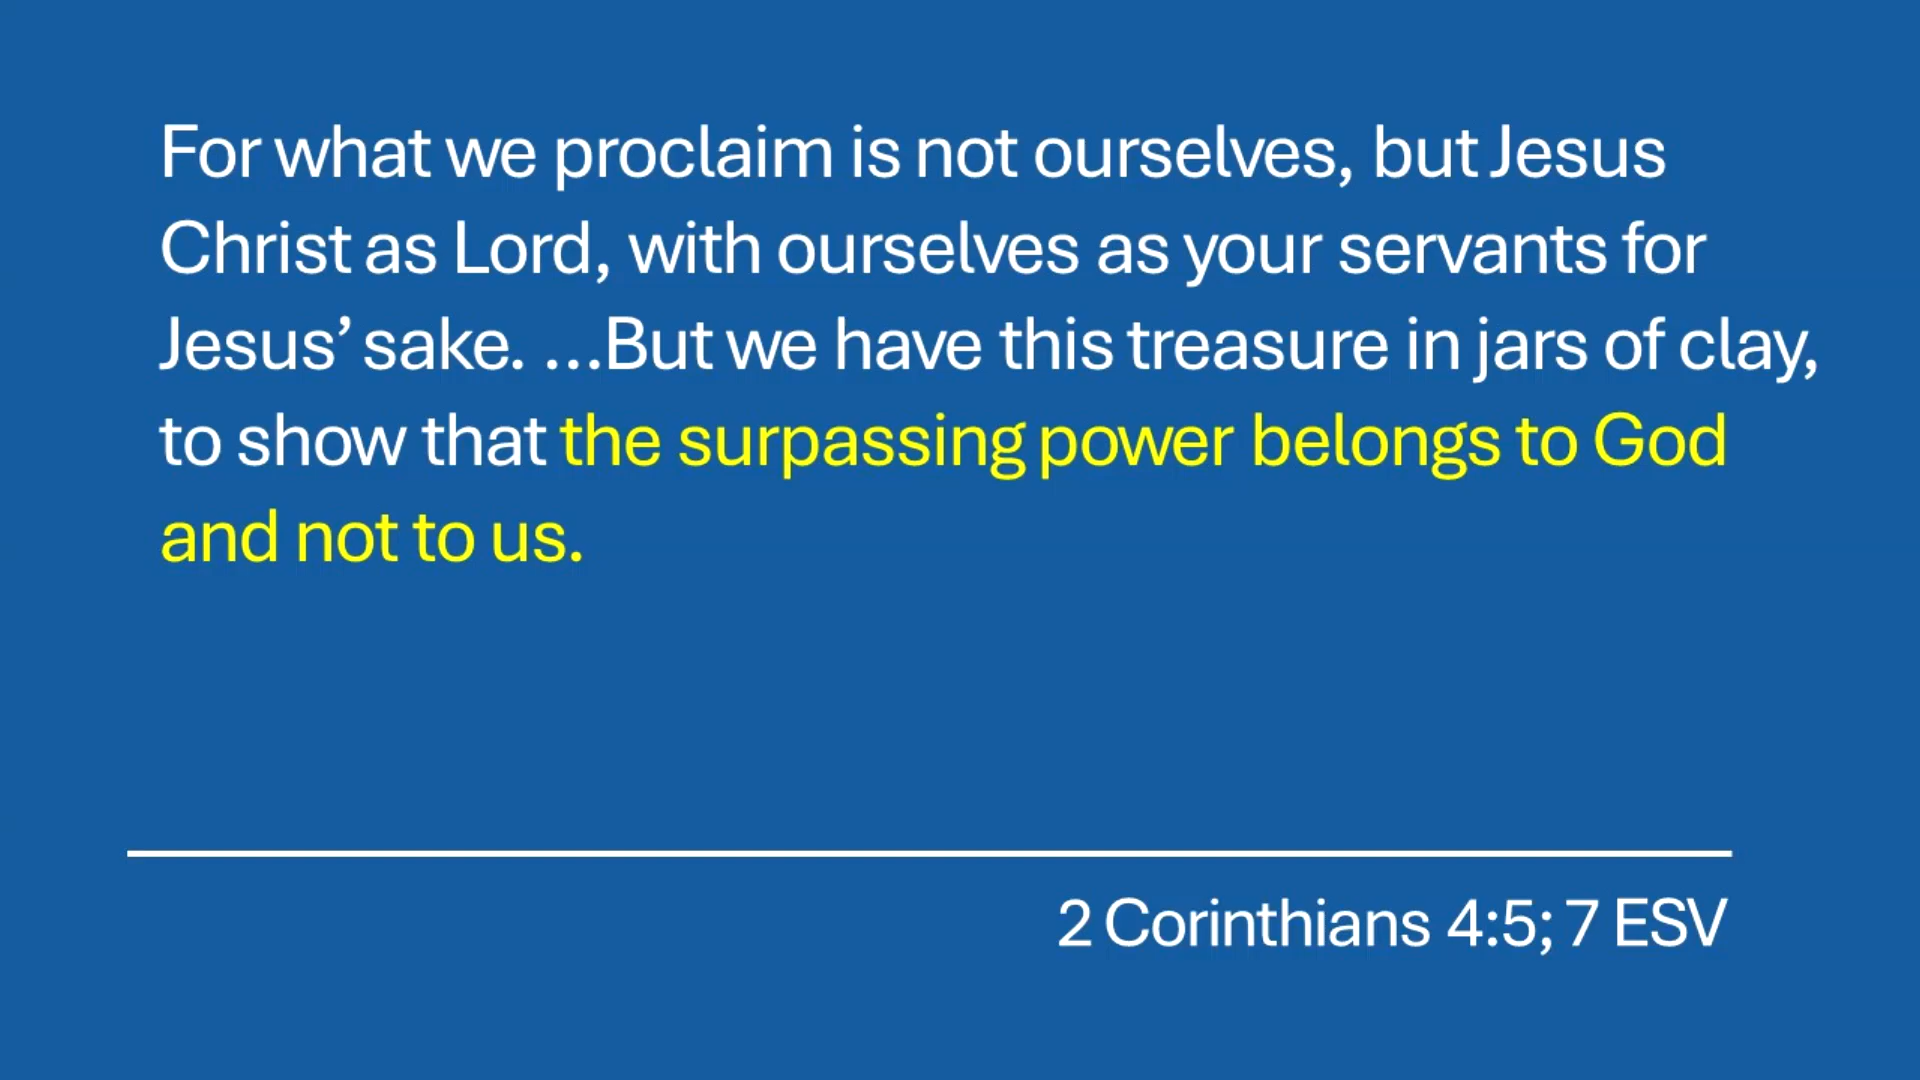 For what we proclaim is not ourselves, but Jesus
Christ as Lord, with ourselves as your servants for
Jesus’ sake. …But we have this treasure in jars of clay,
to show that the surpassing power belongs to God
and not to us.
2 Corinthians 4:5; 7 ESV